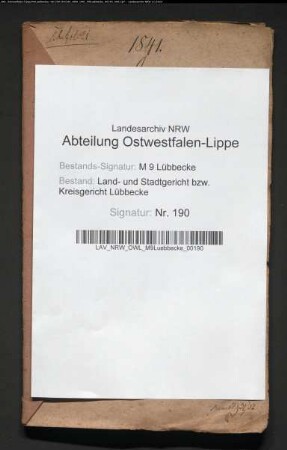 1841.
Landesarchiv NRW
Abteilung Ostwestfalen-Lippe
Bestands-Signatur: M 9 Lübbecke
Bestand: Land- und Stadtgericht bzw.
Kreisgericht Lübbecke
Signatur: Nr. 190
LAV_NRW_OWL_M9Luebbecke_00190